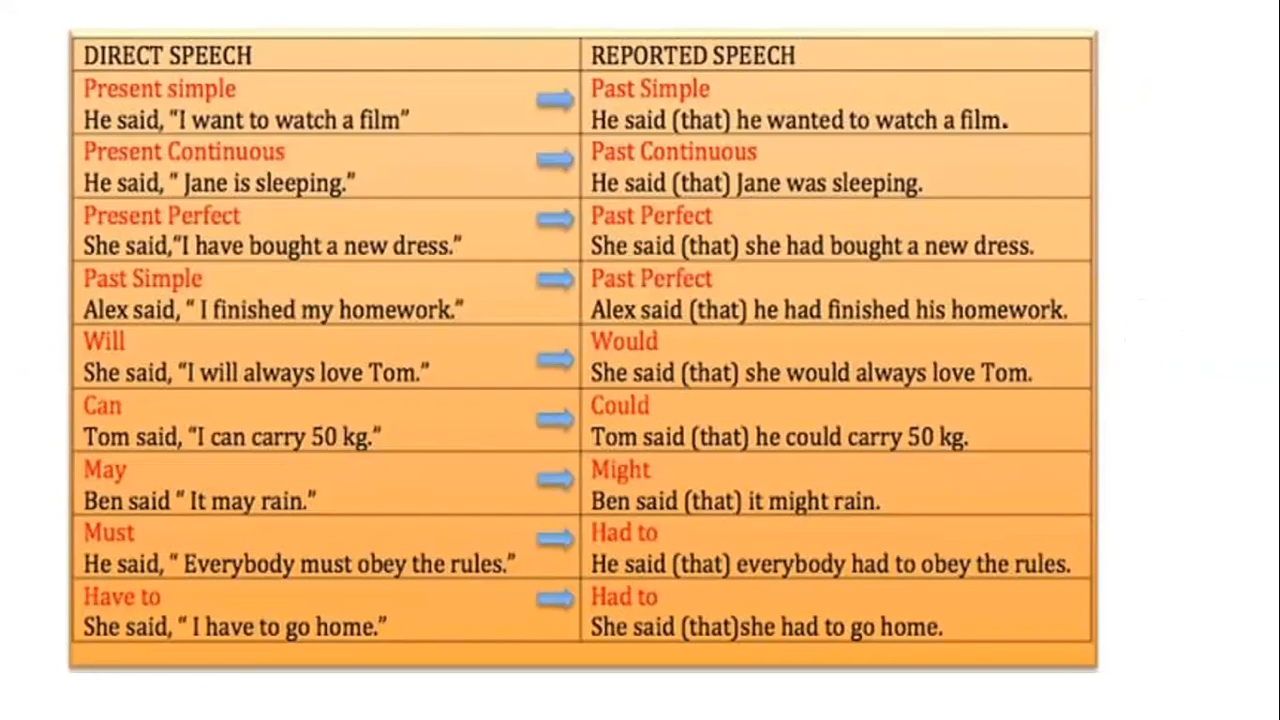 DIRECT SPEECH
REPORTED SPEECH
Present simple
He said, “I want to watch a film”
Past Simple
He said (that) he wanted to watch a film.
Present Continuous
He said, “ Jane is sleeping.”
Past Continuous
He said (that) Jane was sleeping.
Present Perfect
She said,“I have bought a new dress.”
Past Perfect
She said (that) she had bought a new dress.
Past Simple
Alex said, “ I finished my homework.”
Past Perfect
Alex said (that) he had finished his homework.
Will
She said, “I will always love Tom.”
Would
She said (that) she would always love Tom.
Can
Tom said, “I can carry 50 kg.”
Could
Tom said (that) he could carry 50 kg.
May
Ben said “ It may rain.”
Might
Ben said (that) it might rain.
Must
He said, “ Everybody must obey the rules.”
Had to
He said (that) everybody had to obey the rules.
Have to
She said, “ I have to go home.”
Had to
She said (that)she had to go home.